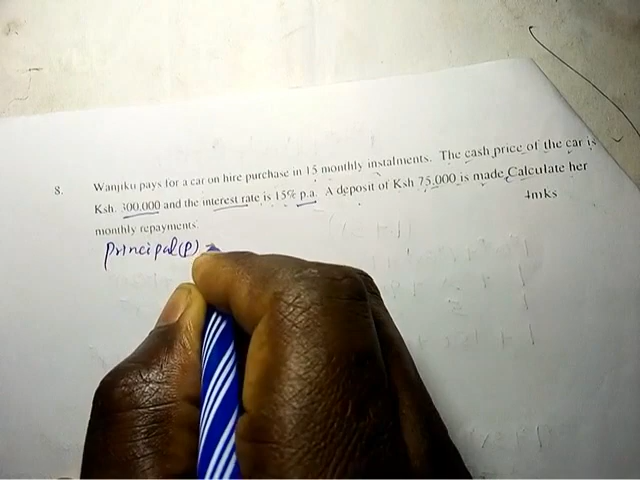 8. Wanjiku pays for a car on hire purchase in 15 monthly instalments. The cash price of the car is
Ksh. 300,000 and the interest rate is 15% p.a. A deposit of Ksh 75,000 is made Calculate her
monthly repayments.
4mks
principal(p) =